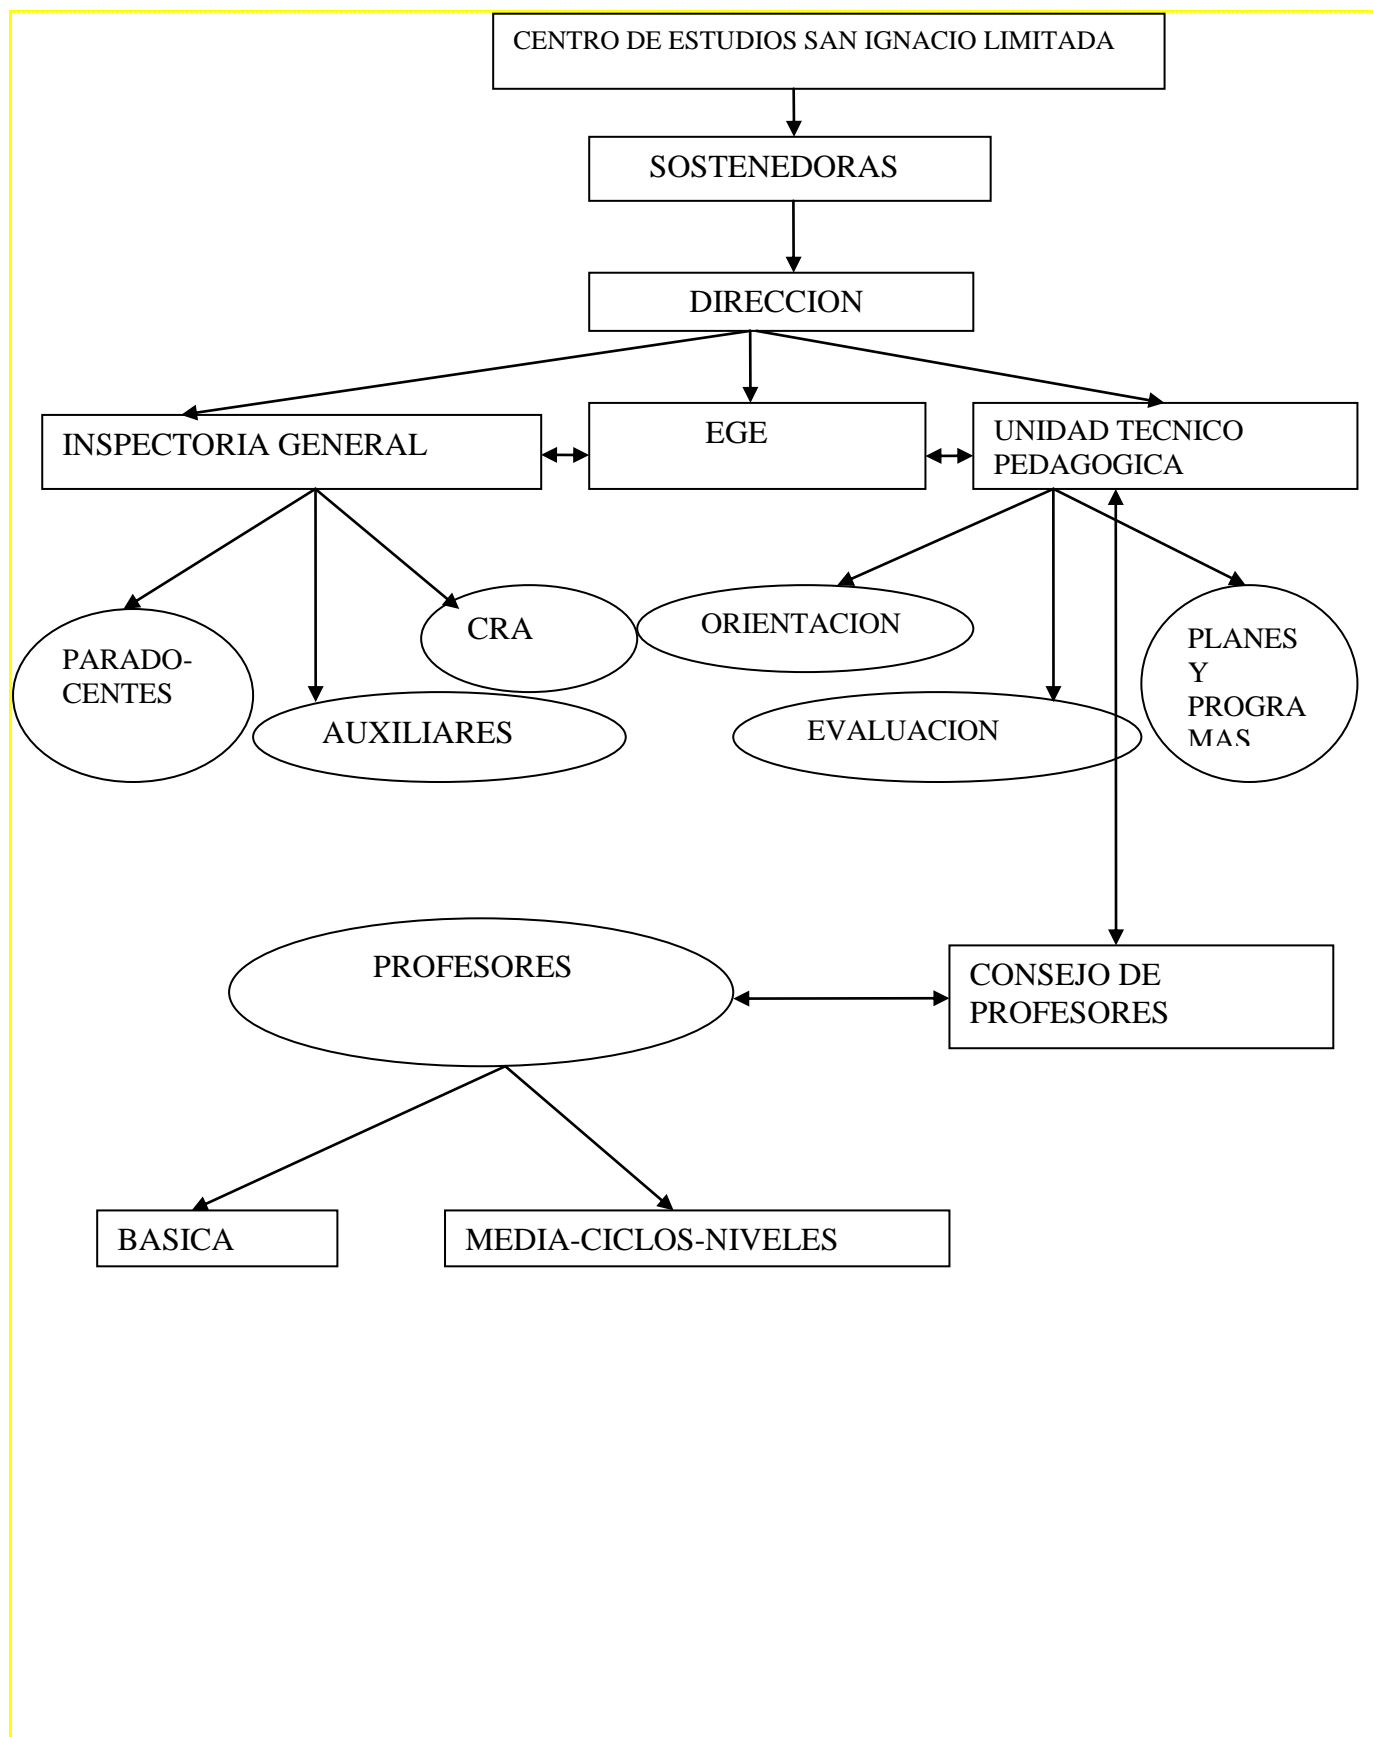 CENTRO DE ESTUDIOS SAN IGNACIO LIMITADA
SOSTENEDORAS
DIRECCION
INSPECTORIA GENERAL
EGE
UNIDAD TECNICO
PEDAGOGICA
PARADO-
CENTES
AUXILIARES
CRA
ORIENTACION
EVALUACION
PLANES
Y
PROGRA
MAS
PROFESORES
CONSEJO DE
PROFESORES
BASICA
MEDIA-CICLOS-NIVELES